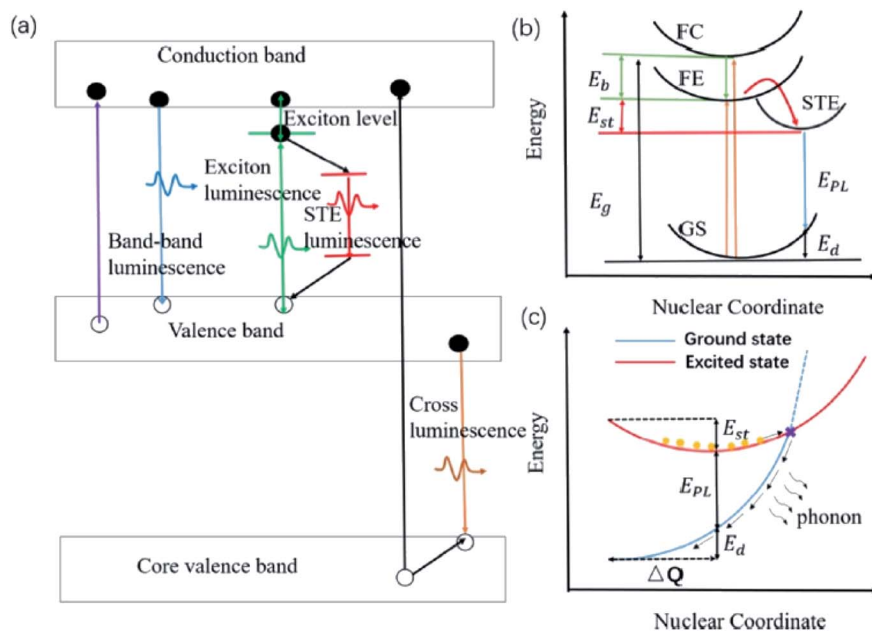 (a)
Conduction band
Exciton level
Exciton
luminescence
STE
luminescence
Band-band
luminescence
Valence band
Cross
luminescence
Core valence band
(b)
Energy
FC
FE
STE
GS
E_b
E_st
E_g
E_PL
E_d
Nuclear Coordinate
(c)
Ground state
Excited state
Energy
E_st
E_PL
E_d
phonon
△Q
Nuclear Coordinate